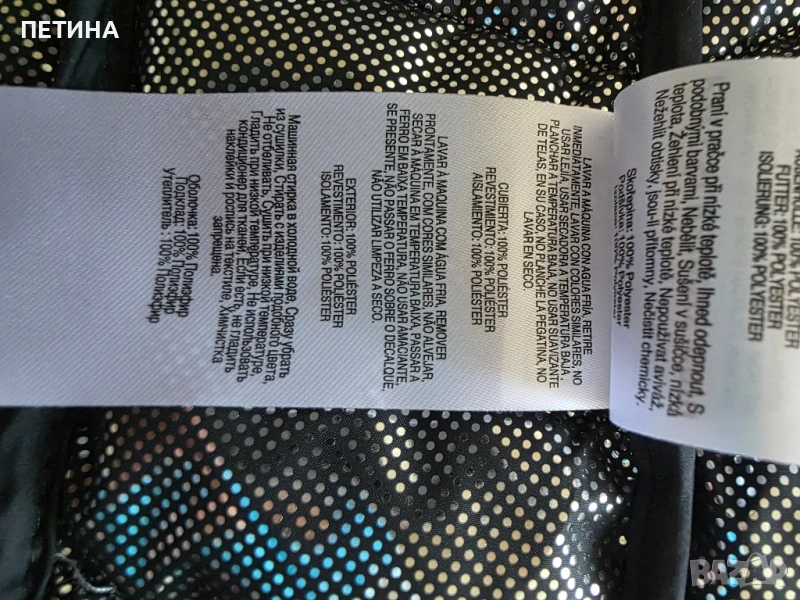 ПЕТИНА
FUTTER: 100% POLYESTER
ISOLIERUNG: 100% POLYESTER
Praní v pračce při nízké teplotě, Ihned odepnout, S
podobnými barvami, Nebělit, Sušení v sušičce, nízká
teplota, Žehlení při nízké teplotě, Nepoužívat aviváž,
Nežehlit obtisky, jsou-li přítomny, Nečistit chemicky.
Skořepina: 100% Polyester
LAVAR A MÁQUINA CON AGUA FRIA, RETIRE
INMEDIATAMENTE, LAVAR CON COLORES SIMILARES, NO
USAR LEJÍA, USAR SECADORA A TEMPERATURA BAJA,
PLANCHAR A TEMPERATURA BAJA, NO USAR SUAVIZANTE
DE TELAS, EN SU CASO, NO PLANCHE LA PEGATINA, NO
LAVAR EN SECO.
CUBIERTA: 100% POLIÉSTER
REVESTIMIENTO: 100% POLIÉSTER
AISLAMIENTO: 100% POLIÉSTER
LAVAR À MAQUINA COM ÁGUA FRIA, REMOVER
PRONTAMENTE, COM CORES SIMILARES, NÃO ALVEJAR,
SECAR À MÁQUINA EM TEMPERATURA BAIXA, PASSAR A
FERRO EM BAIXA TEMPERATURA, NÃO USAR AMACIANTE,
SE PRESENTE, NÃO PASSAR O FERRO SOBRE O DECALQUE,
NÃO UTILIZAR LIMPEZA A SECO.
EXTERIOR: 100% POLIÉSTER
REVESTIMENTO: 100% POLIÉSTER
ISOLAMENTO: 100% POLIÉSTER
Машинная стирка в холодной воде, Сразу убрать
из сушилки, Стирать с изделиями подобного цвета,
Не отбеливать, Сушить при низкой температуре,
Гладить при низкой температуре, Не использовать
кондиционер для тканей, Если есть, не гладить
наклейки и роспись на текстиле, Химчистка
запрещена.
Оболочка: 100% Полиэфир
Подклад: 100% Полиэфир
утеплитель: 100% Полиэфир
BAZAR